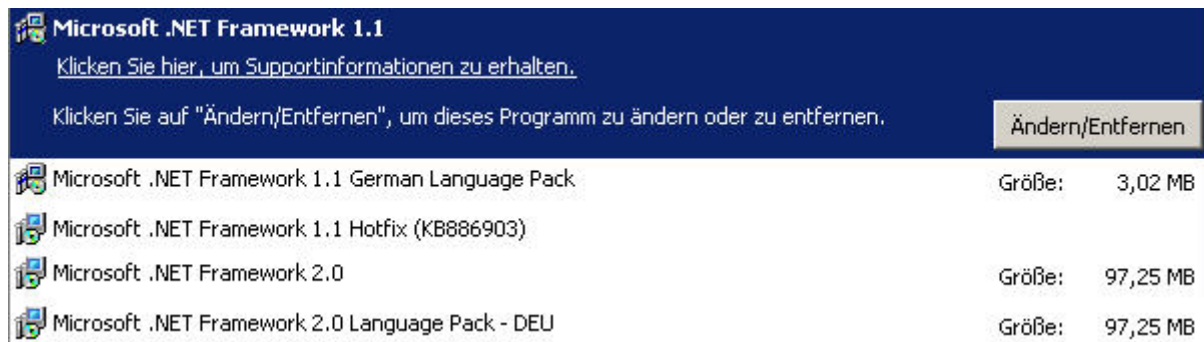 Microsoft .NET Framework 1.1
Klicken Sie hier, um Supportinformationen zu erhalten.
Klicken Sie auf "Ändern/Entfernen", um dieses Programm zu ändern oder zu entfernen.
Ändern/Entfernen
Microsoft .NET Framework 1.1 German Language Pack Größe: 3,02 MB
Microsoft .NET Framework 1.1 Hotfix (KB886903)
Microsoft .NET Framework 2.0 Größe: 97,25 MB
Microsoft .NET Framework 2.0 Language Pack - DEU Größe: 97,25 MB